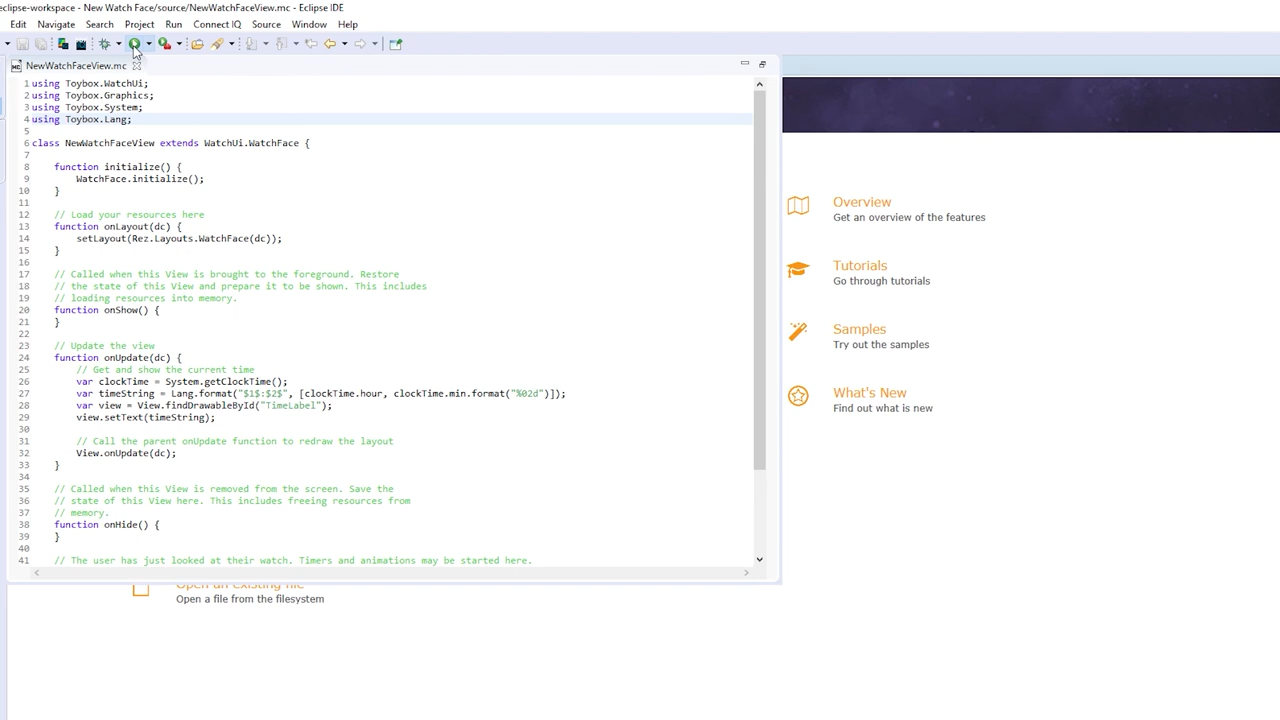 eclipse-workspace - New Watch Face/source/NewWatchFaceView.mc - Eclipse IDE
Edit Navigate Search Project Run Connect IQ Source Window Help
NewWatchFaceView.mc
1 using Toybox.WatchUi;
2 using Toybox.Graphics;
3 using Toybox.System;
4 using Toybox.Lang;
5
6 class NewWatchFaceView extends WatchUi.WatchFace {
7
8 function initialize() {
9 WatchFace.initialize();
10 }
11
12 // Load your resources here
13 function onLayout(dc) {
14 setLayout(Rez.Layouts.WatchFace(dc));
15 }
16
17 // Called when this View is brought to the foreground. Restore
18 // the state of this View and prepare it to be shown. This includes
19 // loading resources into memory.
20 function onShow() {
21 }
22
23 // Update the view
24 function onUpdate(dc) {
25 // Get and show the current time
26 var clockTime = System.getClockTime();
27 var timeString = Lang.format("$1$:$2$", [clockTime.hour, clockTime.min.format("%02d")]);
28 var view = View.findDrawableById("TimeLabel");
29 view.setText(timeString);
30
31 // Call the parent onUpdate function to redraw the layout
32 View.onUpdate(dc);
33 }
34
35 // Called when this View is removed from the screen. Save the
36 // state of this View here. This includes freeing resources from
37 // memory.
38 function onHide() {
39 }
40
41 // The user has just looked at their watch. Timers and animations may be started here.
Overview
Get an overview of the features
Tutorials
Go through tutorials
Samples
Try out the samples
What's New
Find out what is new
Open an existing file
Open a file from the filesystem